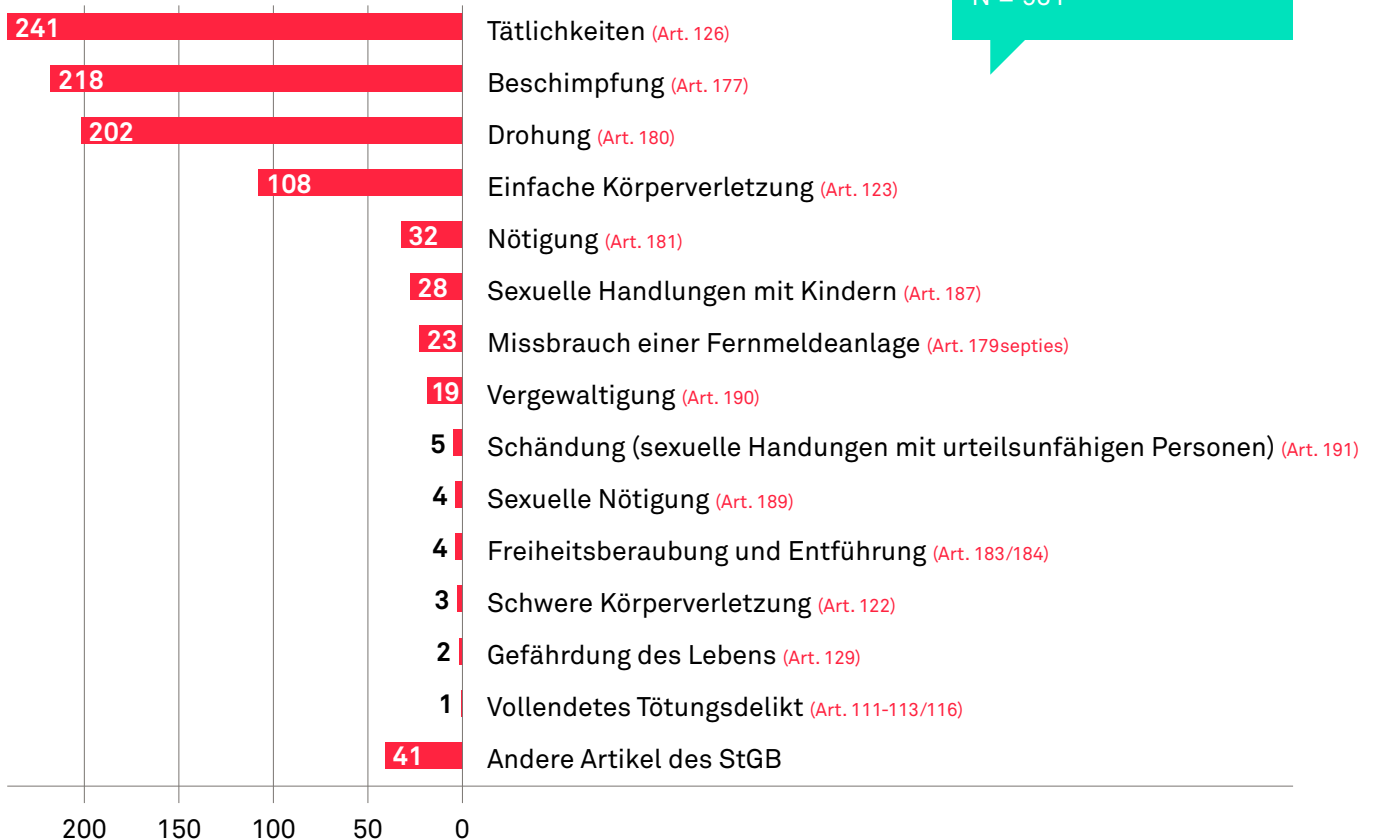 241 Tätlichkeiten (Art. 126)
218 Beschimpfung (Art. 177)
202 Drohung (Art. 180)
108 Einfache Körperverletzung (Art. 123)
32 Nötigung (Art. 181)
28 Sexuelle Handlungen mit Kindern (Art. 187)
23 Missbrauch einer Fernmeldeanlage (Art. 179septies)
19 Vergewaltigung (Art. 190)
5 Schändung (sexuelle Handungen mit urteilsunfähigen Personen) (Art. 191)
4 Sexuelle Nötigung (Art. 189)
4 Freiheitsberaubung und Entführung (Art. 183/184)
3 Schwere Körperverletzung (Art. 122)
2 Gefährdung des Lebens (Art. 129)
1 Vollendetes Tötungsdelikt (Art. 111-113/116)
41 Andere Artikel des StGB
200 150 100 50 0